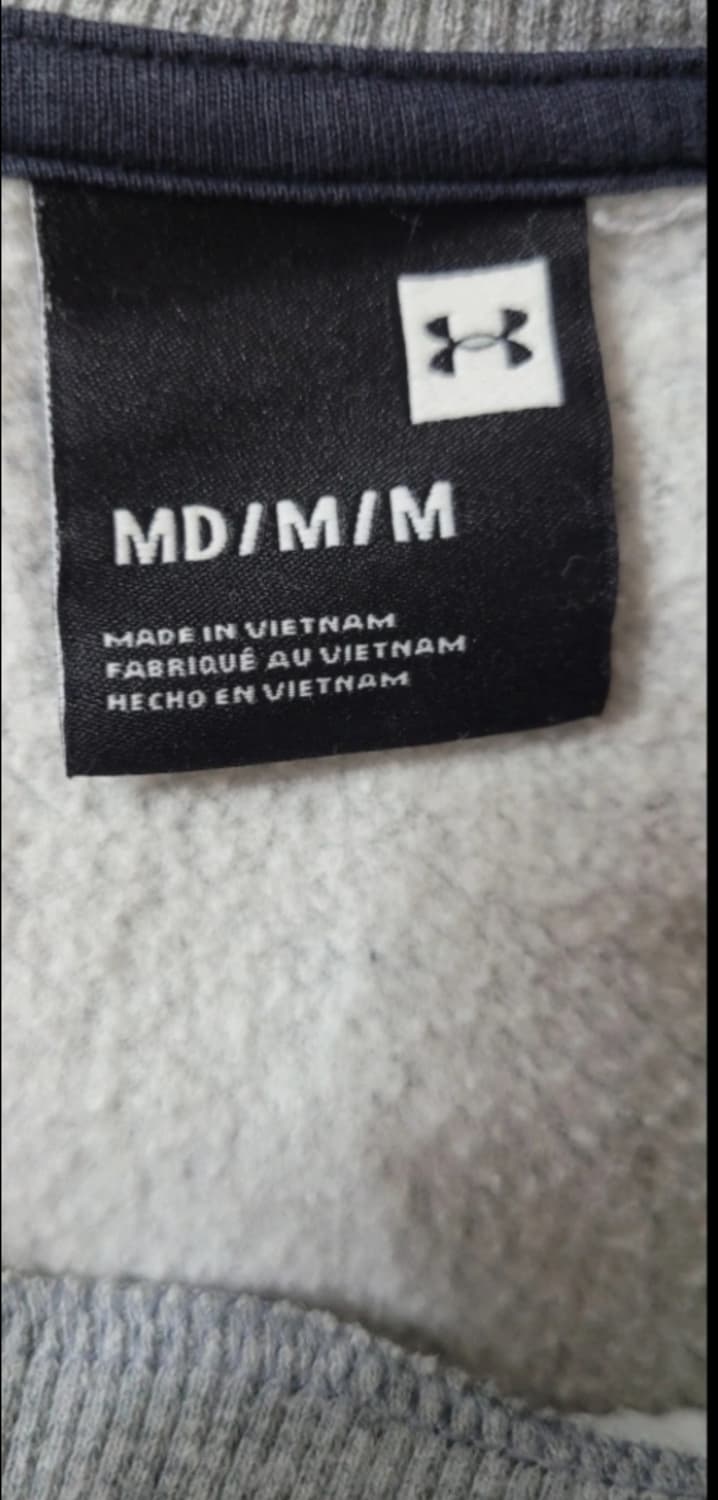 MD/M/M
MADE IN VIETNAM
FABRIQUÉ AU VIETNAM
HECHO EN VIETNAM